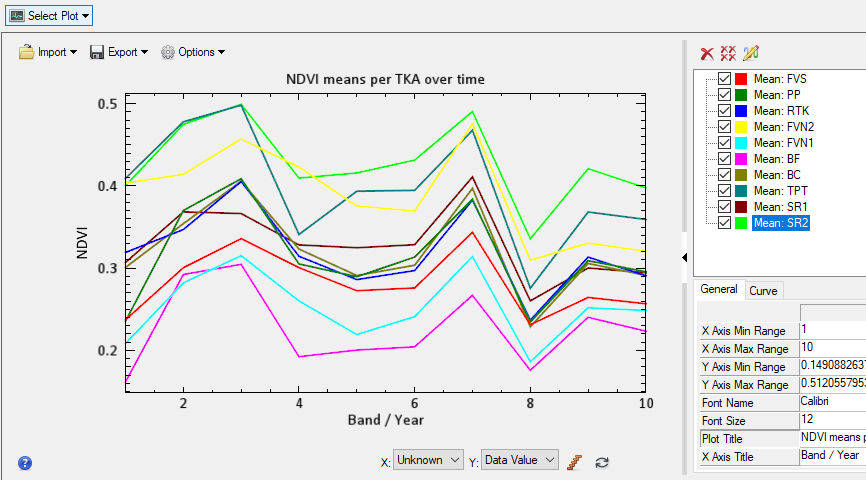 Select Plot
Import Export Options
NDVI means per TKA over time
0.5
0.4
0.3
0.2
NDVI
2 4 6 8 10
Band / Year
X: Unknown Y: Data Value
Mean: FVS
Mean: PP
Mean: RTK
Mean: FVN2
Mean: FVN1
Mean: BF
Mean: BC
Mean: TPT
Mean: SR1
Mean: SR2
General Curve
X Axis Min Range 1
X Axis Max Range 10
Y Axis Min Range 0.149088263
Y Axis Max Range 0.512055795
Font Name Calibri
Font Size 12
Plot Title NDVI means p
X Axis Title Band / Year